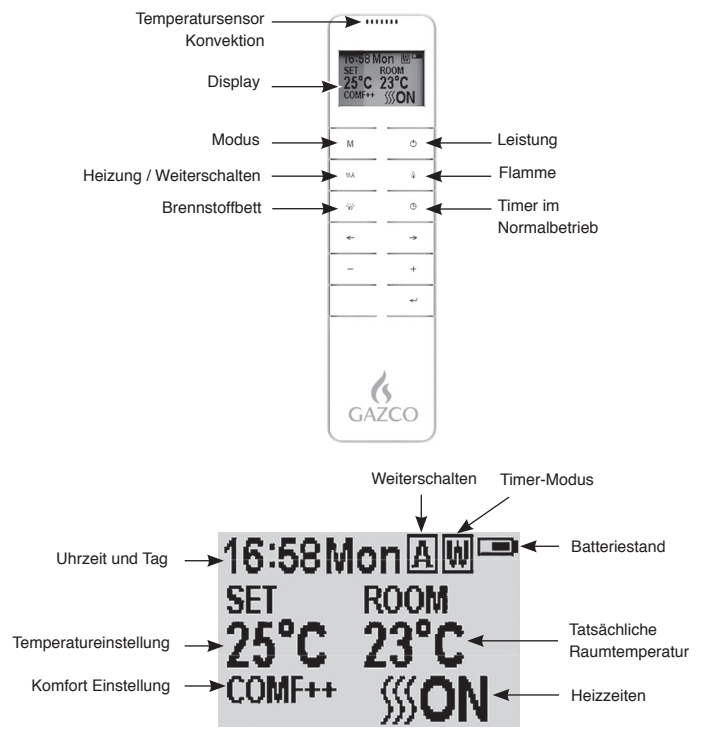 Temperatursensor
Konvektion
16:58 Mon W
SET ROOM
25°C 23°C
COMF++ ON
Display
Modus
M
Leistung
Heizung / Weiterschalten
Flamme
Brennstoffbett
Timer im
Normalbetrieb
←
→
−
+
GAZCO
Weiterschalten
Timer-Modus
Uhrzeit und Tag
16:58Mon A W
Batteriestand
SET ROOM
Temperatureinstellung
25°C 23°C
Tatsächliche
Raumtemperatur
Komfort Einstellung
COMF++ ON
Heizzeiten